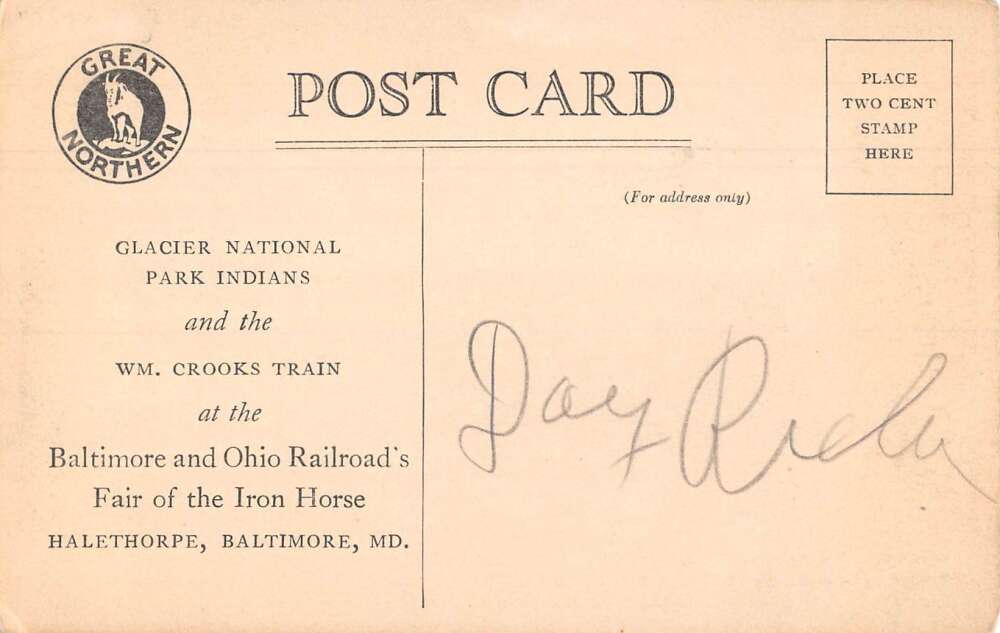 GREAT
NORTHERN
POST CARD
PLACE
TWO CENT
STAMP
HERE
(For address only)
GLACIER NATIONAL
PARK INDIANS
and the
WM. CROOKS TRAIN
at the
Baltimore and Ohio Railroad's
Fair of the Iron Horse
HALETHORPE, BALTIMORE, MD.
Day